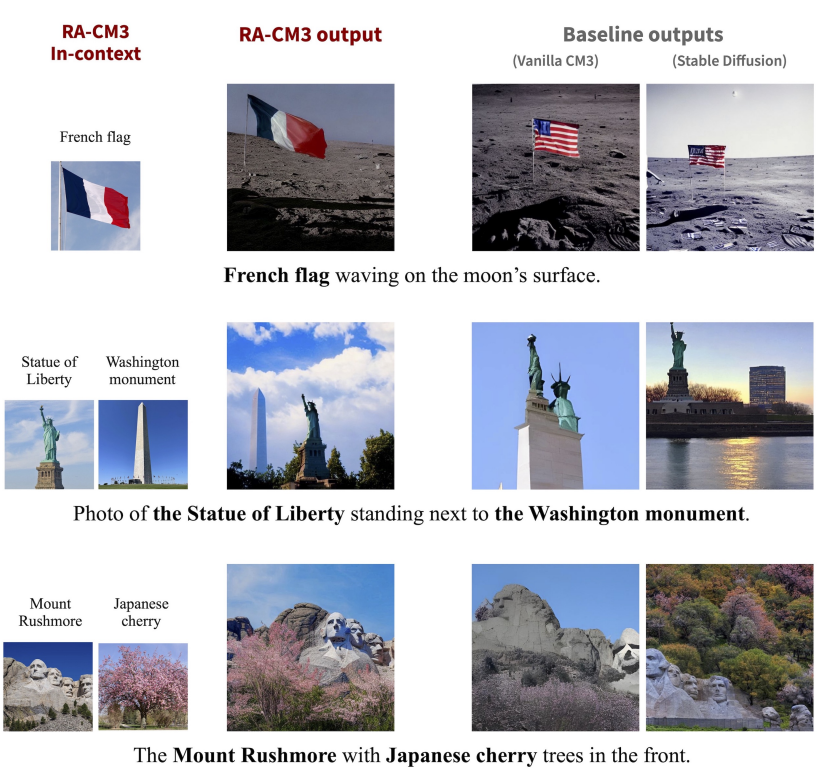 RA-CM3
In-context
RA-CM3 output
Baseline outputs
(Vanilla CM3)
(Stable Diffusion)
French flag
French flag waving on the moon's surface.
Statue of
Liberty
Washington
monument
Photo of the Statue of Liberty standing next to the Washington monument.
Mount
Rushmore
Japanese
cherry
The Mount Rushmore with Japanese cherry trees in the front.